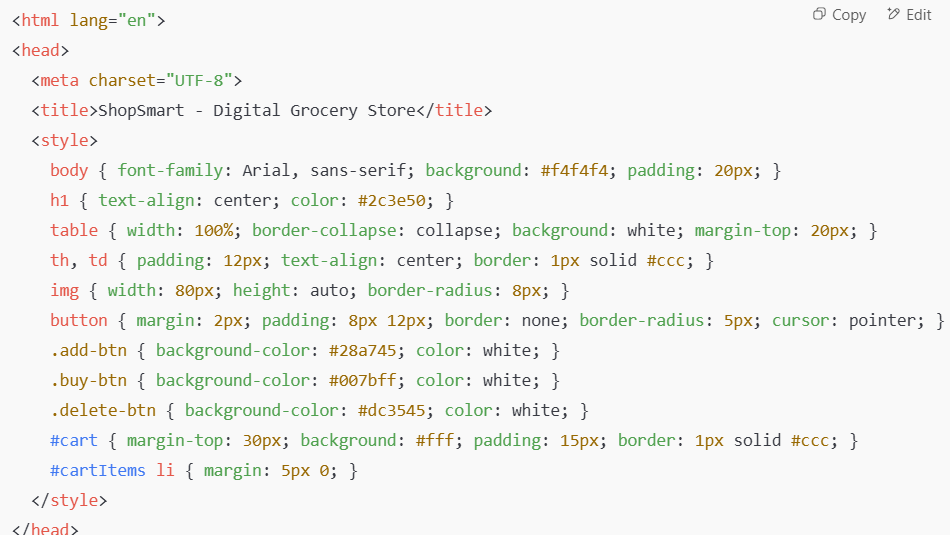 Copy Edit
<html lang="en">
<head>
  <meta charset="UTF-8">
  <title>ShopSmart - Digital Grocery Store</title>
  <style>
    body { font-family: Arial, sans-serif; background: #f4f4f4; padding: 20px; }
    h1 { text-align: center; color: #2c3e50; }
    table { width: 100%; border-collapse: collapse; background: white; margin-top: 20px; }
    th, td { padding: 12px; text-align: center; border: 1px solid #ccc; }
    img { width: 80px; height: auto; border-radius: 8px; }
    button { margin: 2px; padding: 8px 12px; border: none; border-radius: 5px; cursor: pointer; }
    .add-btn { background-color: #28a745; color: white; }
    .buy-btn { background-color: #007bff; color: white; }
    .delete-btn { background-color: #dc3545; color: white; }
    #cart { margin-top: 30px; background: #fff; padding: 15px; border: 1px solid #ccc; }
    #cartItems li { margin: 5px 0; }
  </style>
</head>